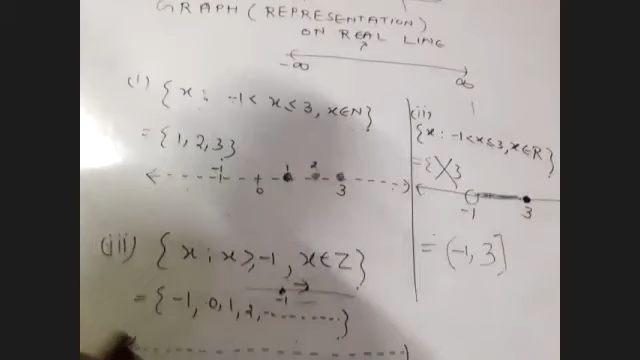 GRAPH (REPRESENTATION)
ON REAL LINE
-∞ ∞
(i) { x : -1 < x ≤ 3, x ∈ N }
= { 1, 2, 3 }
-1 0 1 2 3
(ii)
{ x : -1 < x ≤ 3, x ∈ R }
= { X }
-1 3
= (-1, 3]
(iii) { x : x ≥ -1, x ∈ Z }
-1
= { -1, 0, 1, 2, -------- }